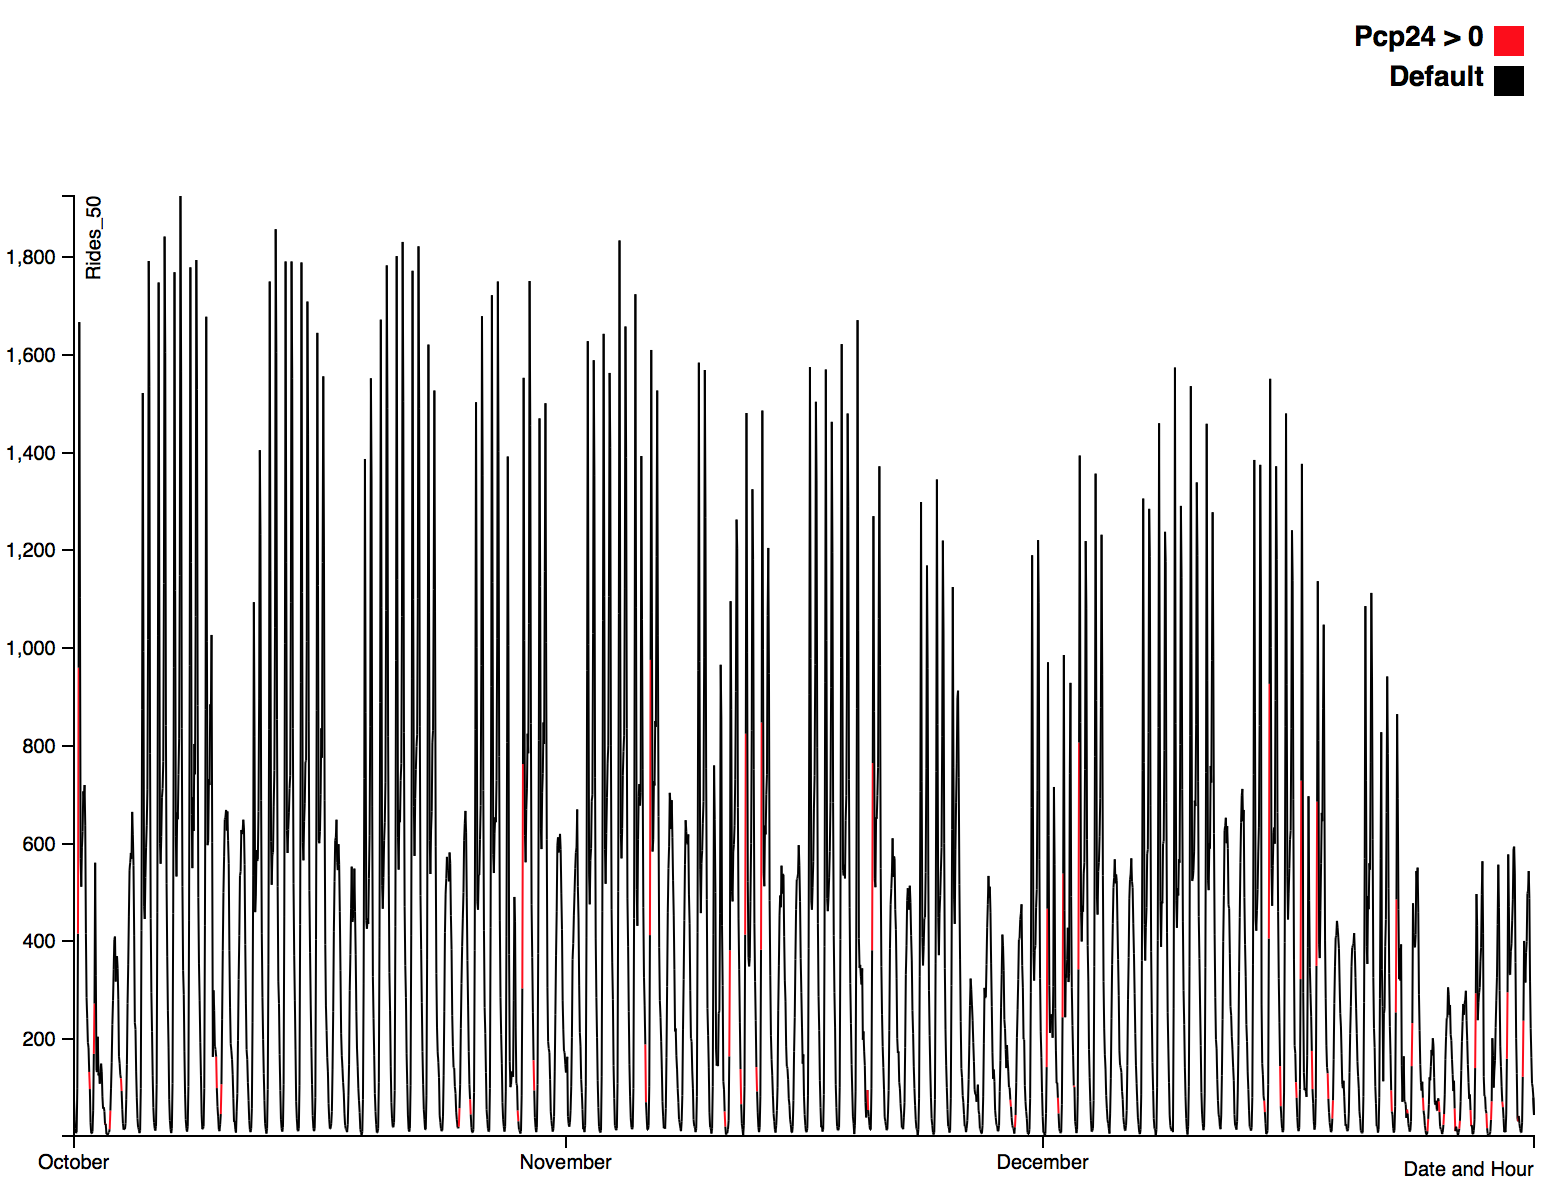 Pcp24 > 0
Default
Rides_50
1,800
1,600
1,400
1,200
1,000
800
600
400
200
October
November
December
Date and Hour